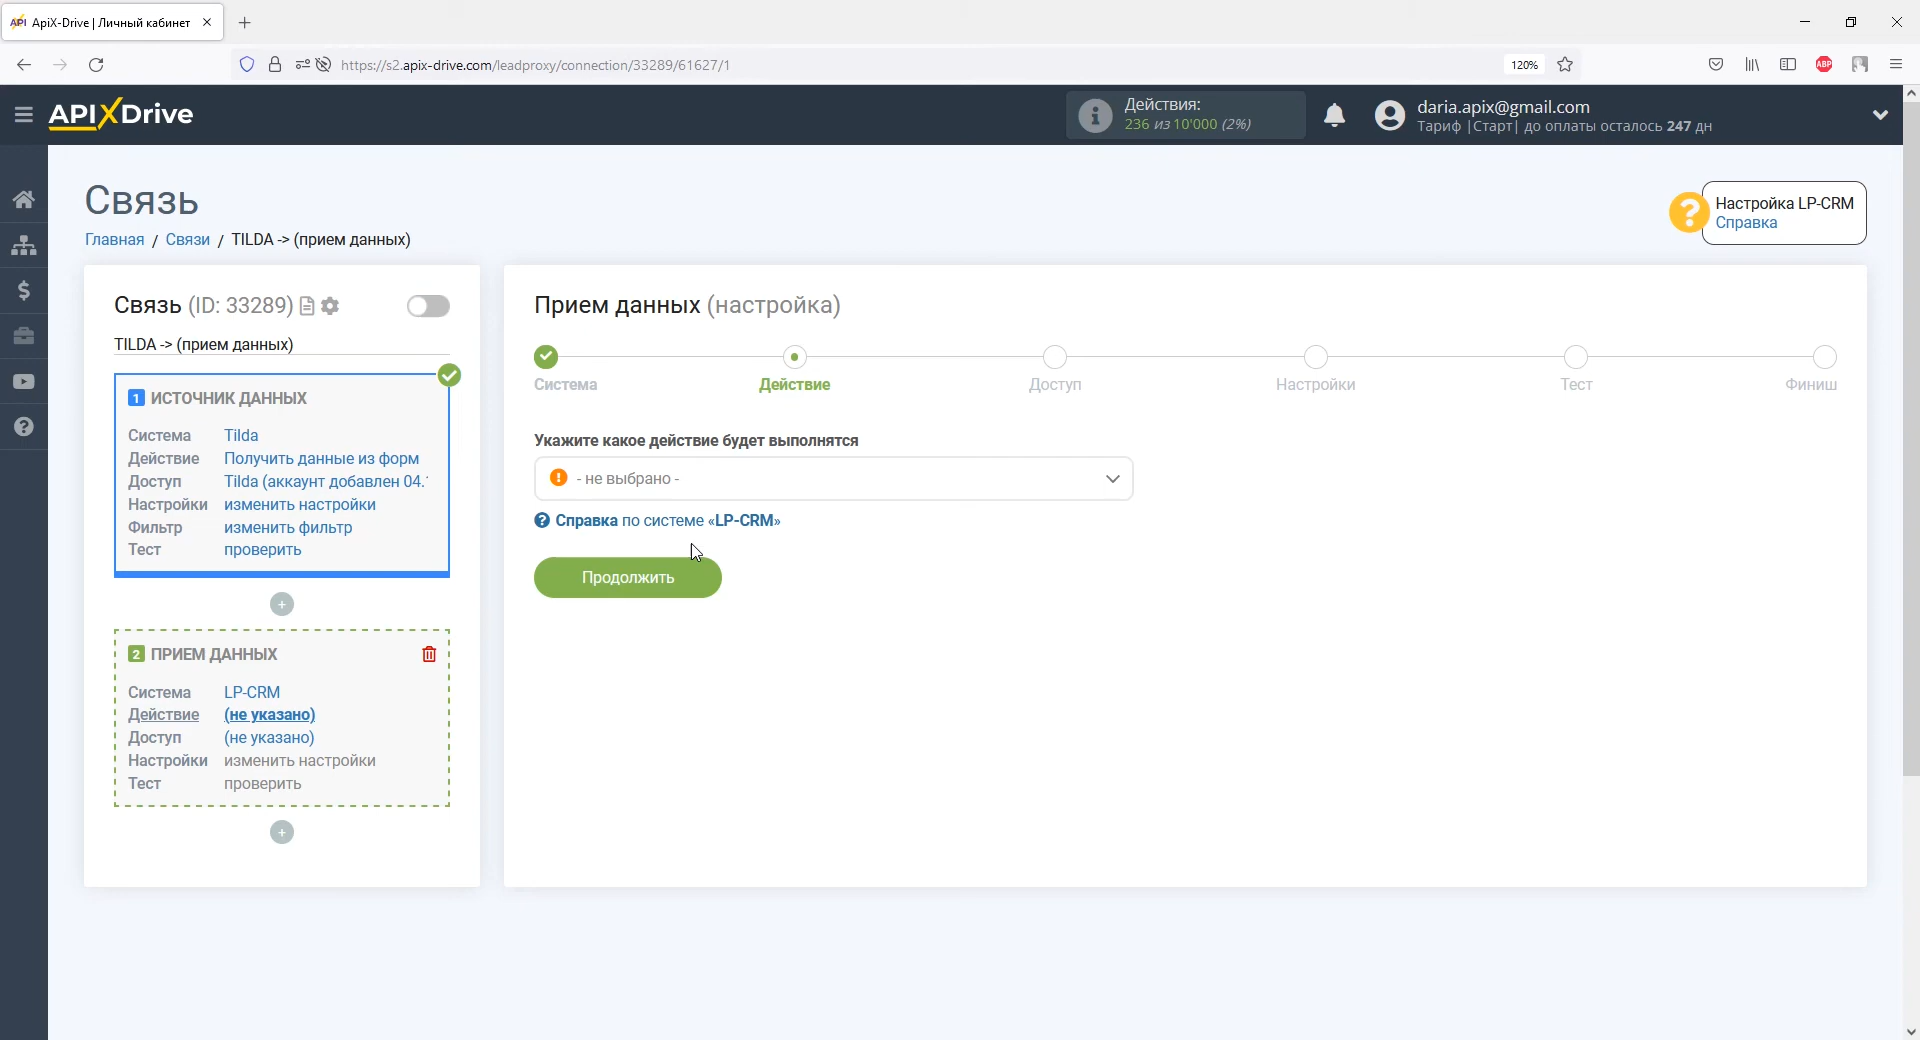 API ApiX-Drive | Личный кабинет
https://s2.apix-drive.com/leadproxy/connection/33289/61627/1
120%
ABP
APIXDrive
i
Действия:
236 из 10'000 (2%)
daria.apix@gmail.com
Тариф |Старт| до оплаты осталось 247 дн
Связь
Главная / Связи / TILDA -> (прием данных)
?
Настройка LP-CRM
Справка
Связь (ID: 33289)
TILDA -> (прием данных)
1 ИСТОЧНИК ДАННЫХ
Система Tilda
Действие Получить данные из форм
Доступ Tilda (аккаунт добавлен 04.
Настройки изменить настройки
Фильтр изменить фильтр
Тест проверить
+
2 ПРИЕМ ДАННЫХ
Система LP-CRM
Действие (не указано)
Доступ (не указано)
Настройки изменить настройки
Тест проверить
+
Прием данных (настройка)
Система
Действие
Доступ
Настройки
Тест
Финиш
Укажите какое действие будет выполнятся
! - не выбрано -
? Справка по системе «LP-CRM»
Продолжить